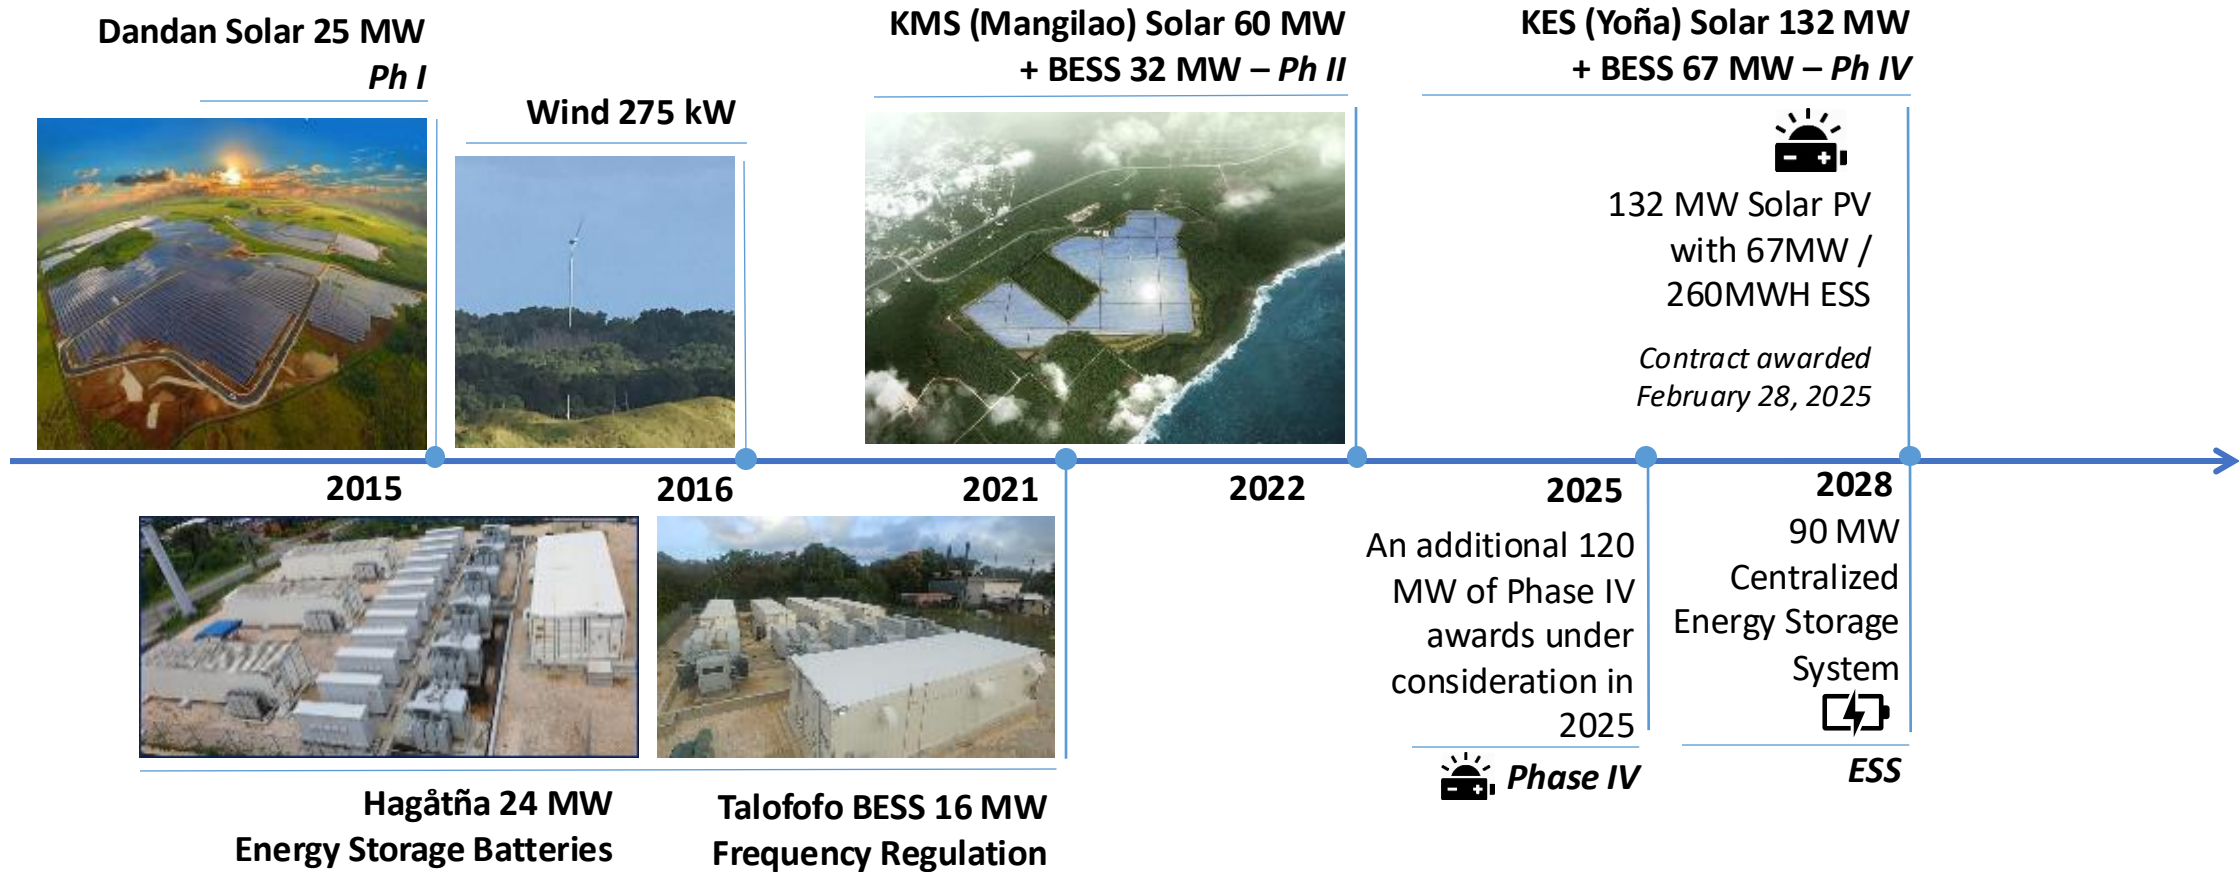 Dandan Solar 25 MW
Ph I
Wind 275 kW
KMS (Mangilao) Solar 60 MW
+ BESS 32 MW – Ph II
KES (Yoña) Solar 132 MW
+ BESS 67 MW – Ph IV
132 MW Solar PV
with 67MW /
260MWH ESS
Contract awarded
February 28, 2025
2015
2016
2021
2022
2025
2028
An additional 120
MW of Phase IV
awards under
consideration in
2025
Phase IV
90 MW
Centralized
Energy Storage
System
ESS
Hagåtña 24 MW
Energy Storage Batteries
Talofofo BESS 16 MW
Frequency Regulation